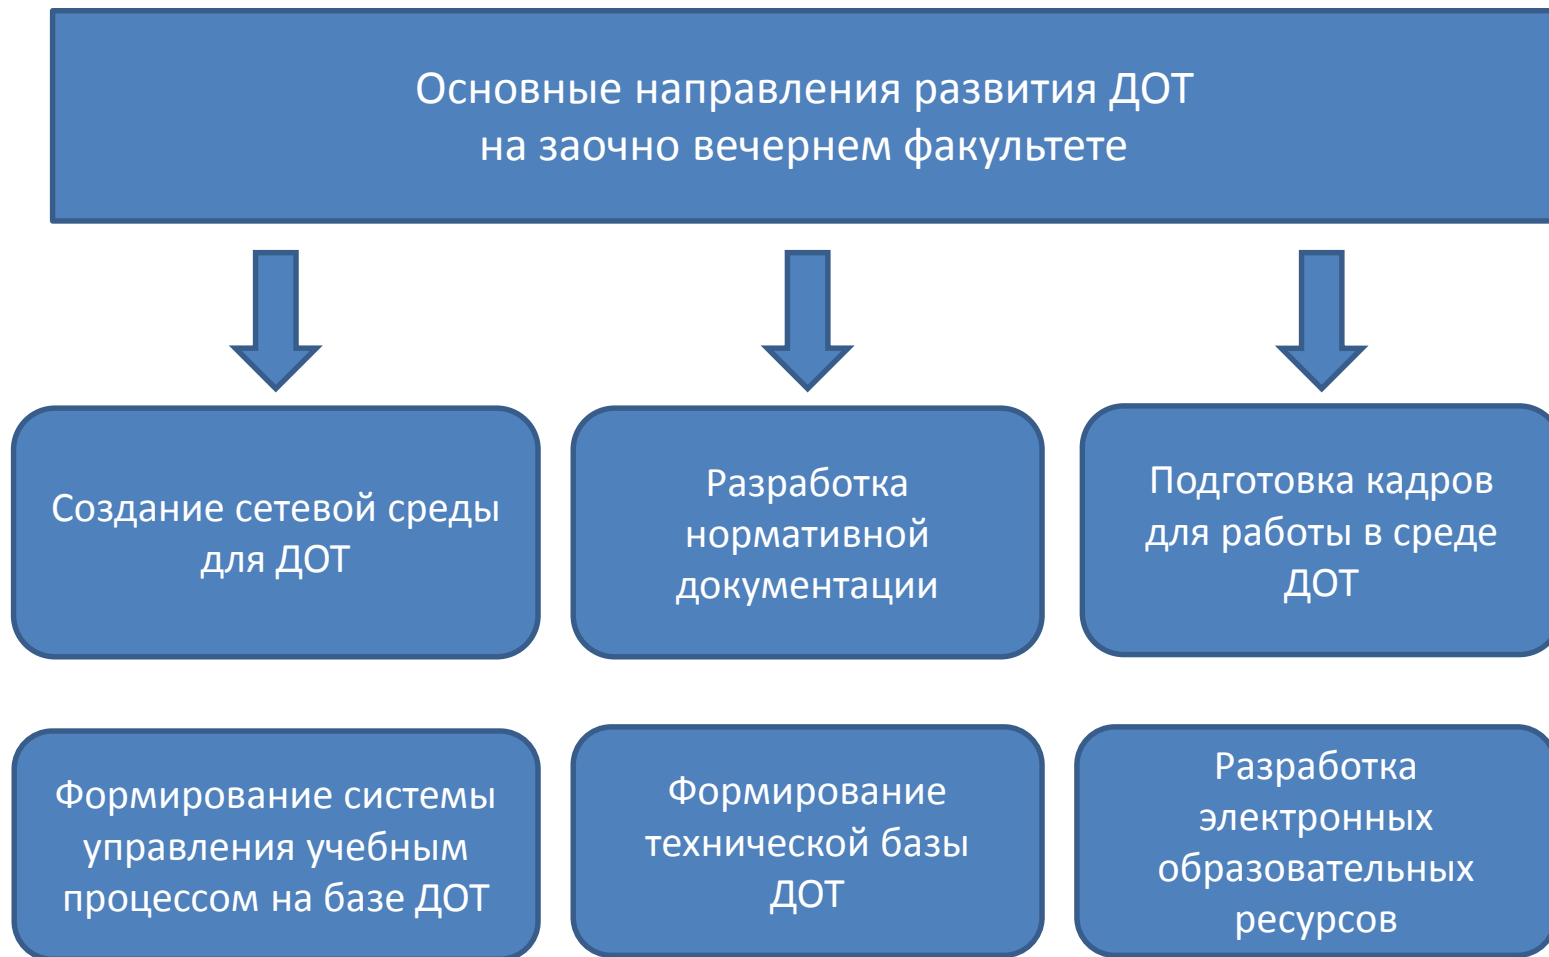 Основные направления развития ДОТ
на заочно вечернем факультете
Создание сетевой среды
для ДОТ
Разработка
нормативной
документации
Подготовка кадров
для работы в среде
ДОТ
Формирование системы
управления учебным
процессом на базе ДОТ
Формирование
технической базы
ДОТ
Разработка
электронных
образовательных
ресурсов